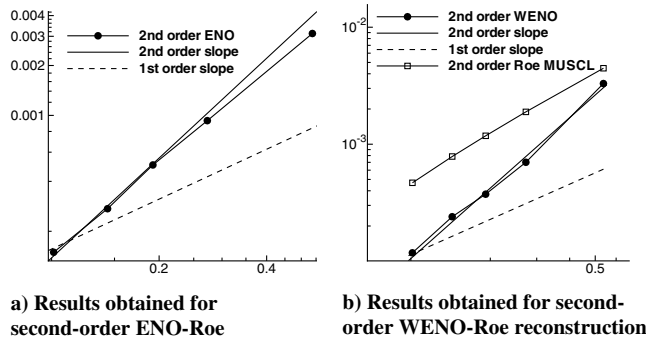 0.004
0.003
0.002
0.001
2nd order ENO
2nd order slope
1st order slope
0.2
0.4
10-2
10-3
2nd order WENO
2nd order slope
1st order slope
2nd order Roe MUSCL
0.5
a) Results obtained for
second-order ENO-Roe
b) Results obtained for second-
order WENO-Roe reconstruction